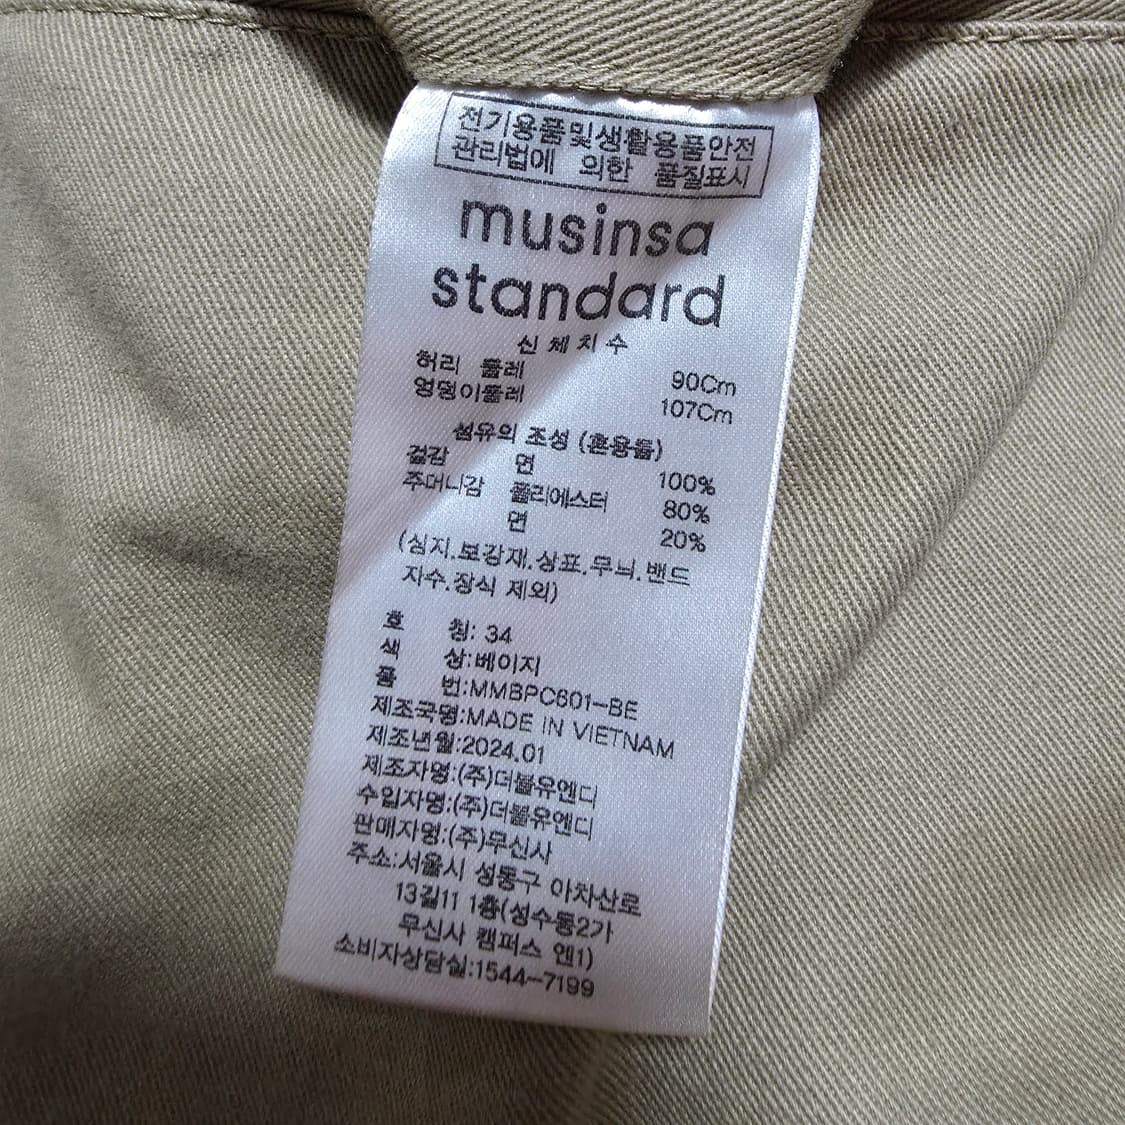 전기용품및생활용품안전
관리법에 의한 품질표시
musinsa
standard
신체치수
허리 둘레 90Cm
엉덩이둘레 107Cm
섬유의 조성 (혼용률)
겉감 면 100%
주머니감 폴리에스터 80%
면 20%
(심지.보강재.상표.무늬.밴드
자수.장식 제외)
호 칭: 34
색 상:베이지
품 번:MMBPC601-BE
제조국명:MADE IN VIETNAM
제조년월:2024.01
제조자명:(주)더블유엔디
수입자명:(주)더블유엔디
판매자명:(주)무신사
주소:서울시 성동구 아차산로
13길11 1층(성수동2가
무신사 캠퍼스 엔1)
소비자상담실:1544-7199